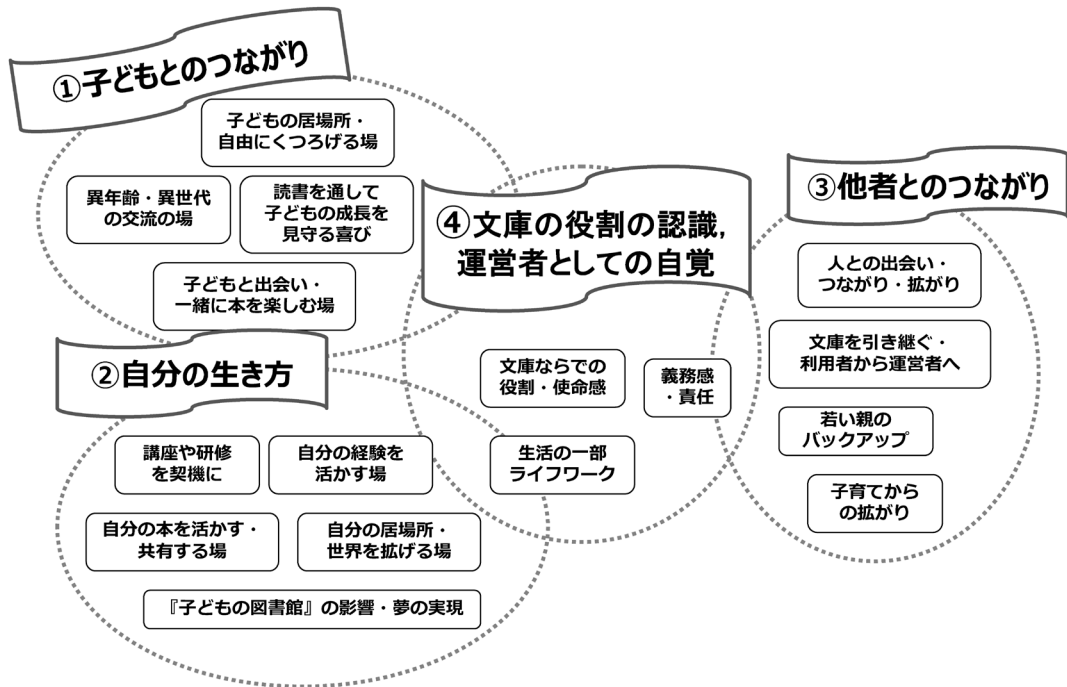 ①子どもとのつながり
子どもの居場所・
自由にくつろげる場
異年齢・異世代
の交流の場
読書を通して
子どもの成長を
見守る喜び
子どもと出会い・
一緒に本を楽しむ場
②自分の生き方
講座や研修
を契機に
自分の経験を
活かす場
自分の本を活かす・
共有する場
自分の居場所・
世界を拡げる場
『子どもの図書館』の影響・夢の実現
③他者とのつながり
人との出会い・
つながり・拡がり
文庫を引き継ぐ・
利用者から運営者へ
若い親の
バックアップ
子育てから
の拡がり
④文庫の役割の認識,
運営者としての自覚
文庫ならでの
役割・使命感
義務感
・責任
生活の一部
ライフワーク